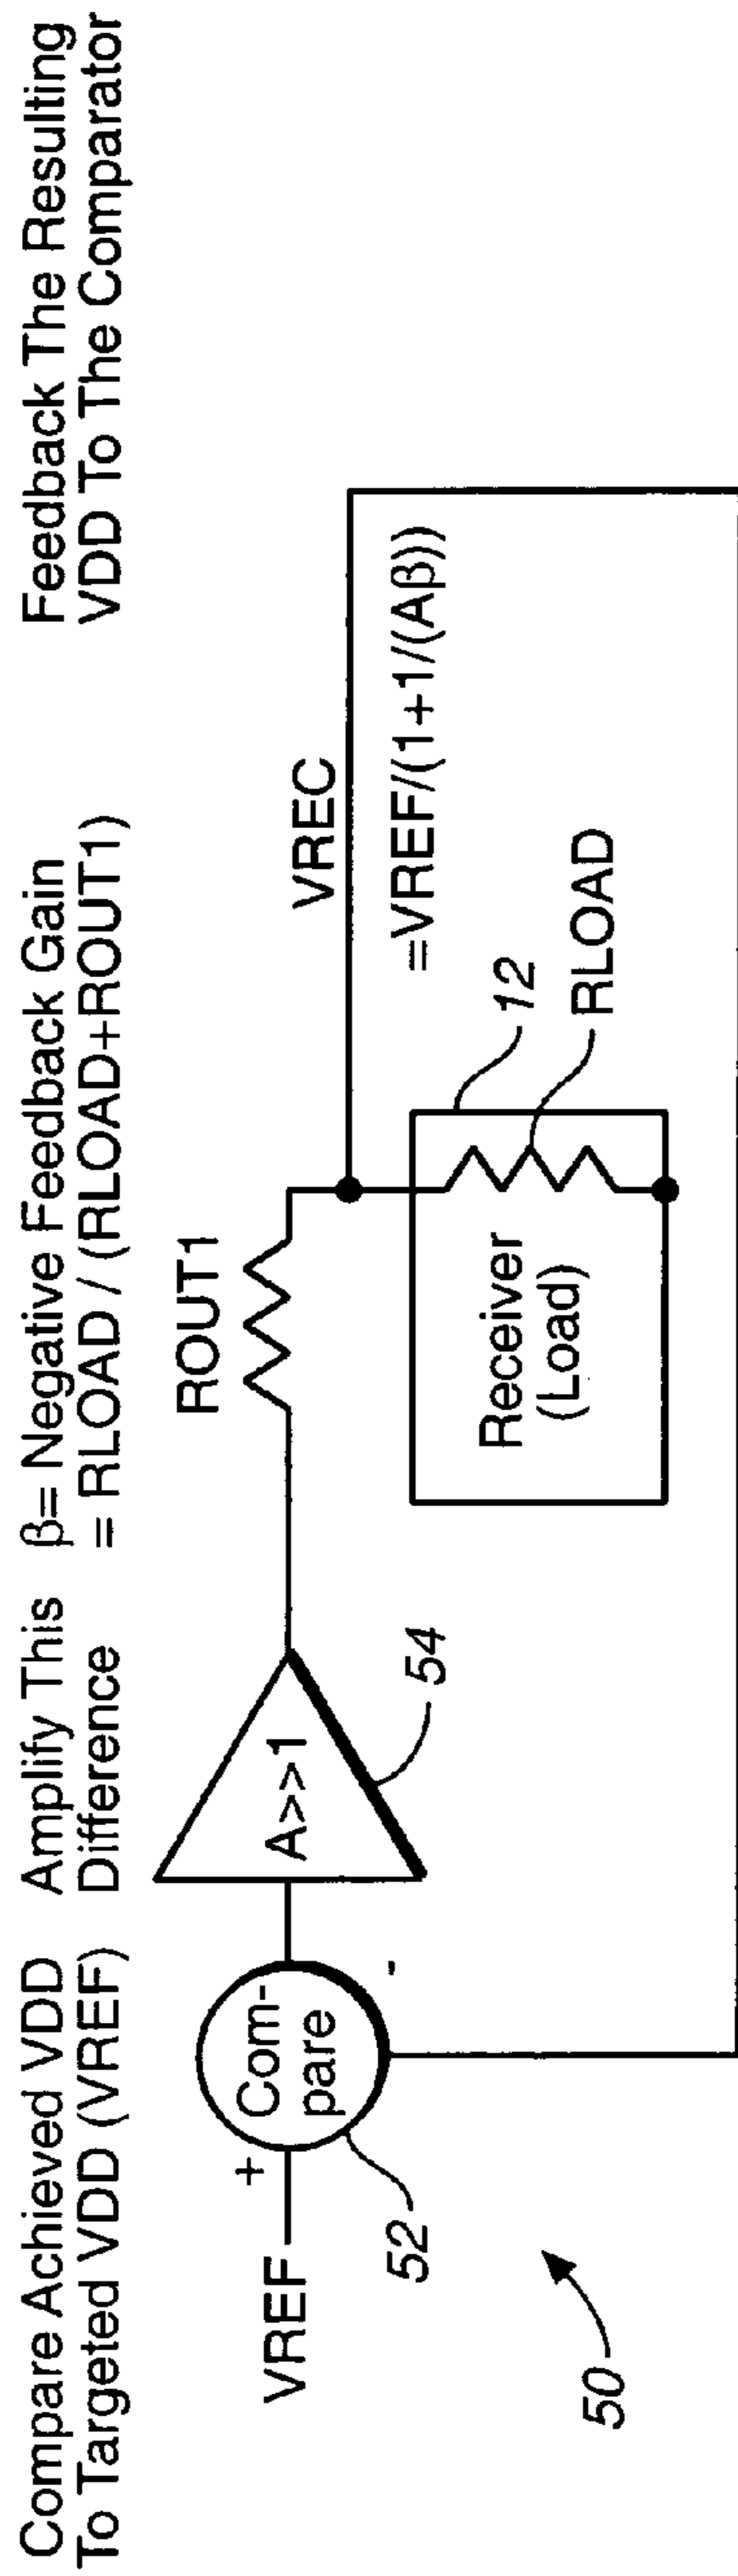 Compare Achieved VDD
To Targeted VDD (VREF)
Amplify This
Difference
β= Negative Feedback Gain
= RLOAD / (RLOAD+ROUT1)
Feedback The Resulting
VDD To The Comparator
VREF
+
Com-
pare
-
52
A>>1
54
ROUT1
VREC
=VREF/(1+1/(Aβ))
12
RLOAD
Receiver
(Load)
50